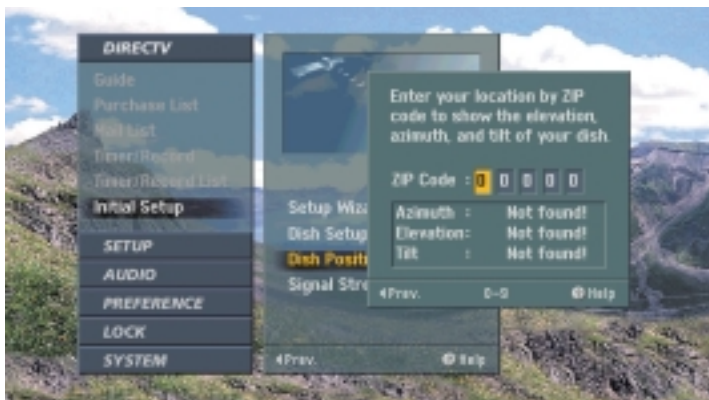 DIRECTV
Guide
Purchase List
Mail List
Timer/Record
Timer/Record List
Initial Setup
SETUP
AUDIO
PREFERENCE
LOCK
SYSTEM
Setup Wiza
Dish Setup
Dish Positi
Signal Stre
◀Prev. Help
Enter your location by ZIP
code to show the elevation,
azimuth, and tilt of your dish.
ZIP Code : 0 0 0 0 0
Azimuth : Not found!
Elevation: Not found!
Tilt : Not found!
◀Prev. 0~9 Help